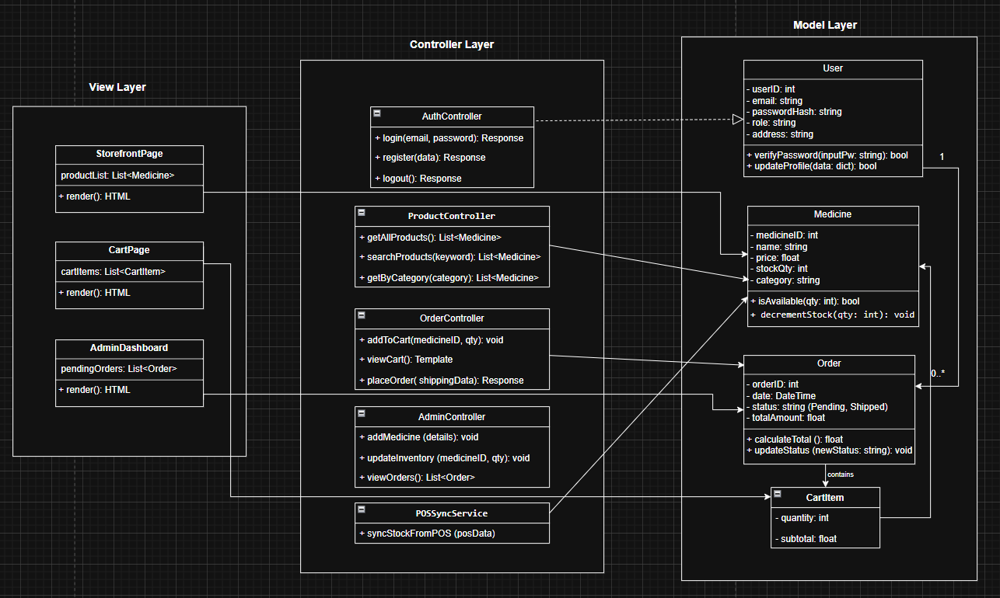 View Layer
StorefrontPage
productList: List<Medicine>
+ render(): HTML
CartPage
cartItems: List<CartItem>
+ render(): HTML
AdminDashboard
pendingOrders: List<Order>
+ render(): HTML
Controller Layer
AuthController
+ login(email, password): Response
+ register(data): Response
+ logout(): Response
ProductController
+ getAllProducts(): List<Medicine>
+ searchProducts(keyword): List<Medicine>
+ getByCategory(category): List<Medicine>
OrderController
+ addToCart(medicineID, qty): void
+ viewCart(): Template
+ placeOrder( shippingData): Response
AdminController
+ addMedicine (details): void
+ updateInventory (medicineID, qty): void
+ viewOrders(): List<Order>
POSSyncService
+ syncStockFromPOS (posData)
Model Layer
User
- userID: int
- email: string
- passwordHash: string
- role: string
- address: string
+ verifyPassword(inputPw: string): bool
+ updateProfile(data: dict): bool
1
Medicine
- medicineID: int
- name: string
- price: float
- stockQty: int
- category: string
+ isAvailable(qty: int): bool
+ decrementStock(qty: int): void
Order
0..*
- orderID: int
- date: DateTime
- status: string (Pending, Shipped)
- totalAmount: float
+ calculateTotal (): float
+ updateStatus (newStatus: string): void
contains
CartItem
- quantity: int
- subtotal: float